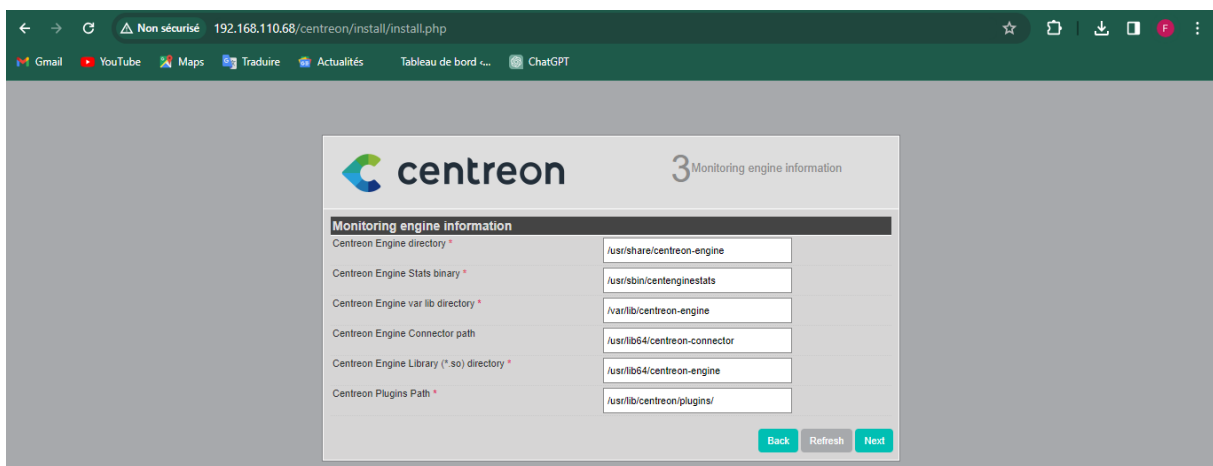 Non sécurisé 192.168.110.68/centreon/install/install.php F
Gmail YouTube Maps Traduire Actualités Tableau de bord ‹... ChatGPT
centreon 3 Monitoring engine information
Monitoring engine information
Centreon Engine directory * /usr/share/centreon-engine
Centreon Engine Stats binary * /usr/sbin/centenginestats
Centreon Engine var lib directory * /var/lib/centreon-engine
Centreon Engine Connector path /usr/lib64/centreon-connector
Centreon Engine Library (*.so) directory * /usr/lib64/centreon-engine
Centreon Plugins Path * /usr/lib/centreon/plugins/
Back Refresh Next